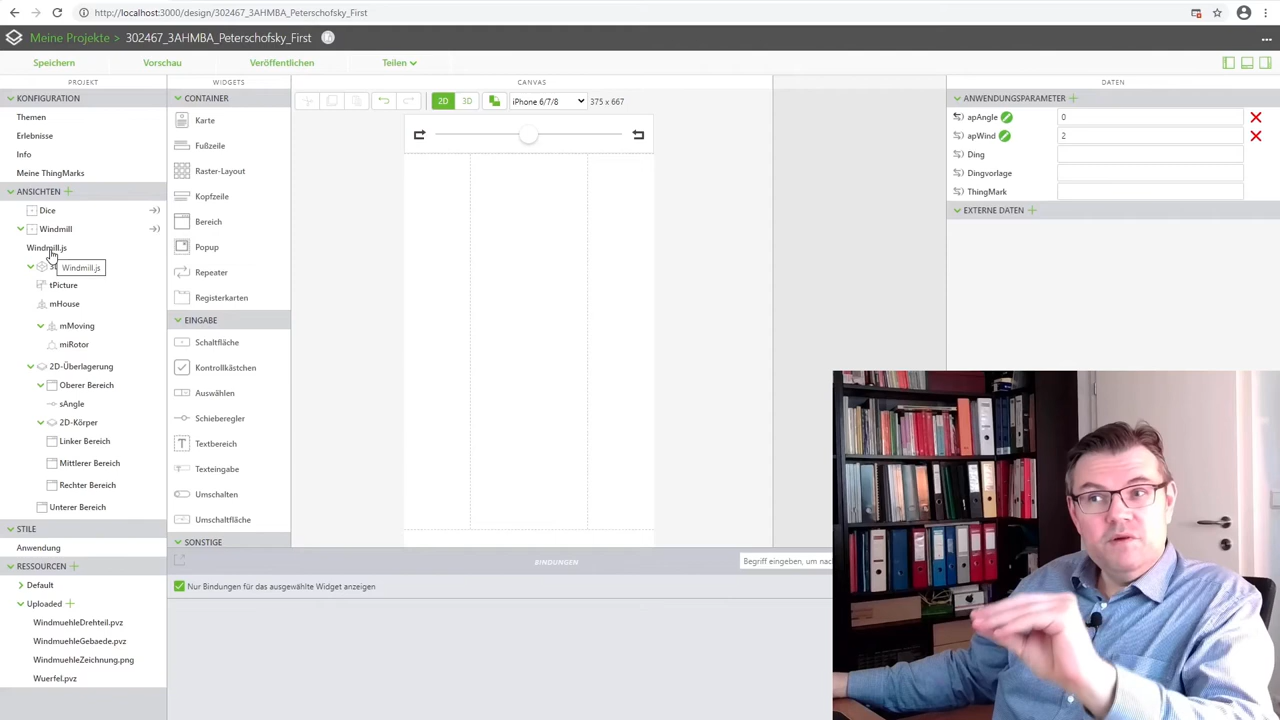 http://localhost:3000/design/302467_3AHMBA_Peterschofsky_First
Meine Projekte > 302467_3AHMBA_Peterschofsky_First
Speichern
Vorschau
Veröffentlichen
Teilen
PROJEKT
WIDGETS
CANVAS
DATEN
KONFIGURATION
Themen
Erlebnisse
Info
Meine ThingMarks
ANSICHTEN
Dice
Windmill
Windmill.js
Windmill.js
tPicture
mHouse
mMoving
miRotor
2D-Überlagerung
Oberer Bereich
sAngle
2D-Körper
Linker Bereich
Mittlerer Bereich
Rechter Bereich
Unterer Bereich
STILE
Anwendung
RESSOURCEN
Default
Uploaded
WindmuehleDrehteil.pvz
WindmuehleGebaede.pvz
WindmuehleZeichnung.png
Wuerfel.pvz
CONTAINER
Karte
Fußzeile
Raster-Layout
Kopfzeile
Bereich
Popup
Repeater
Registerkarten
EINGABE
Schaltfläche
Kontrollkästchen
Auswählen
Schieberegler
Textbereich
Texteingabe
Umschalten
Umschaltfläche
SONSTIGE
2D
3D
iPhone 6/7/8
375 x 667
BINDUNGEN
Begriff eingeben, um nac
Nur Bindungen für das ausgewählte Widget anzeigen
ANWENDUNGSPARAMETER
apAngle
0
apWind
2
Ding
Dingvorlage
ThingMark
EXTERNE DATEN